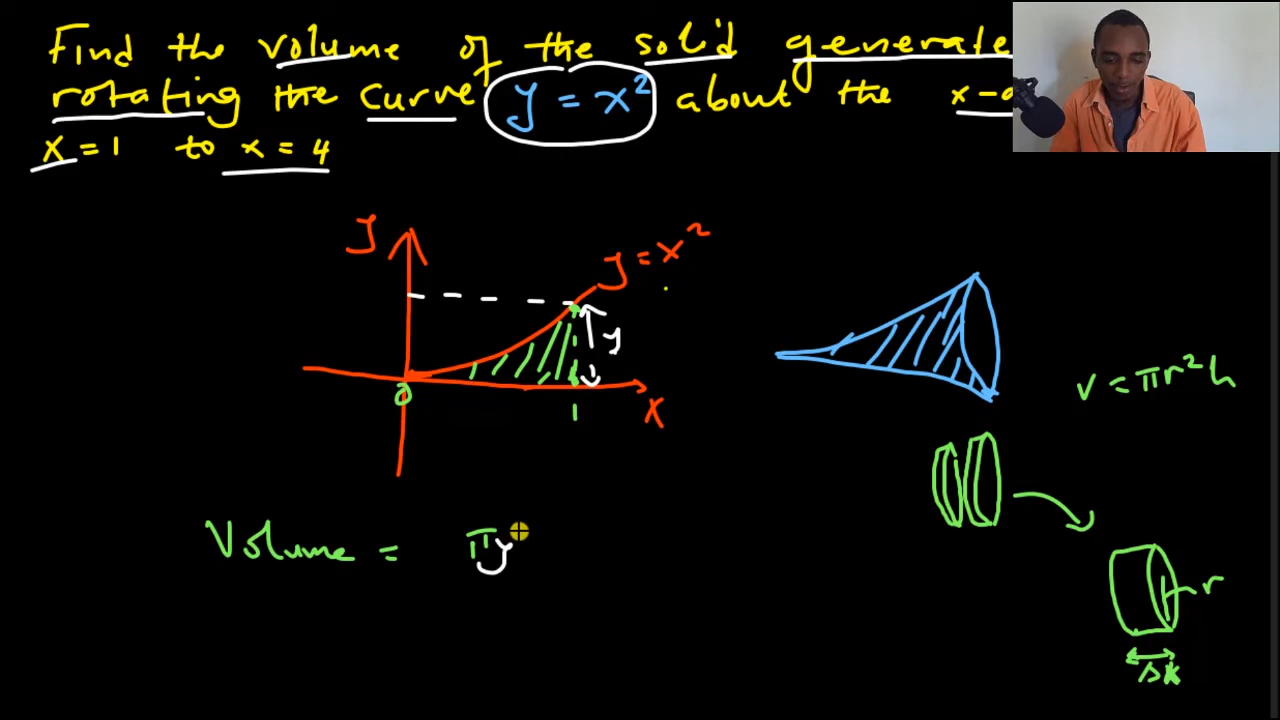 Find the volume of the solid generate
rotating the curve y = x² about the x-a
x = 1 to x = 4
y
y = x²
y
0
1
x
v = πr²h
r
Δx
Volume = πy